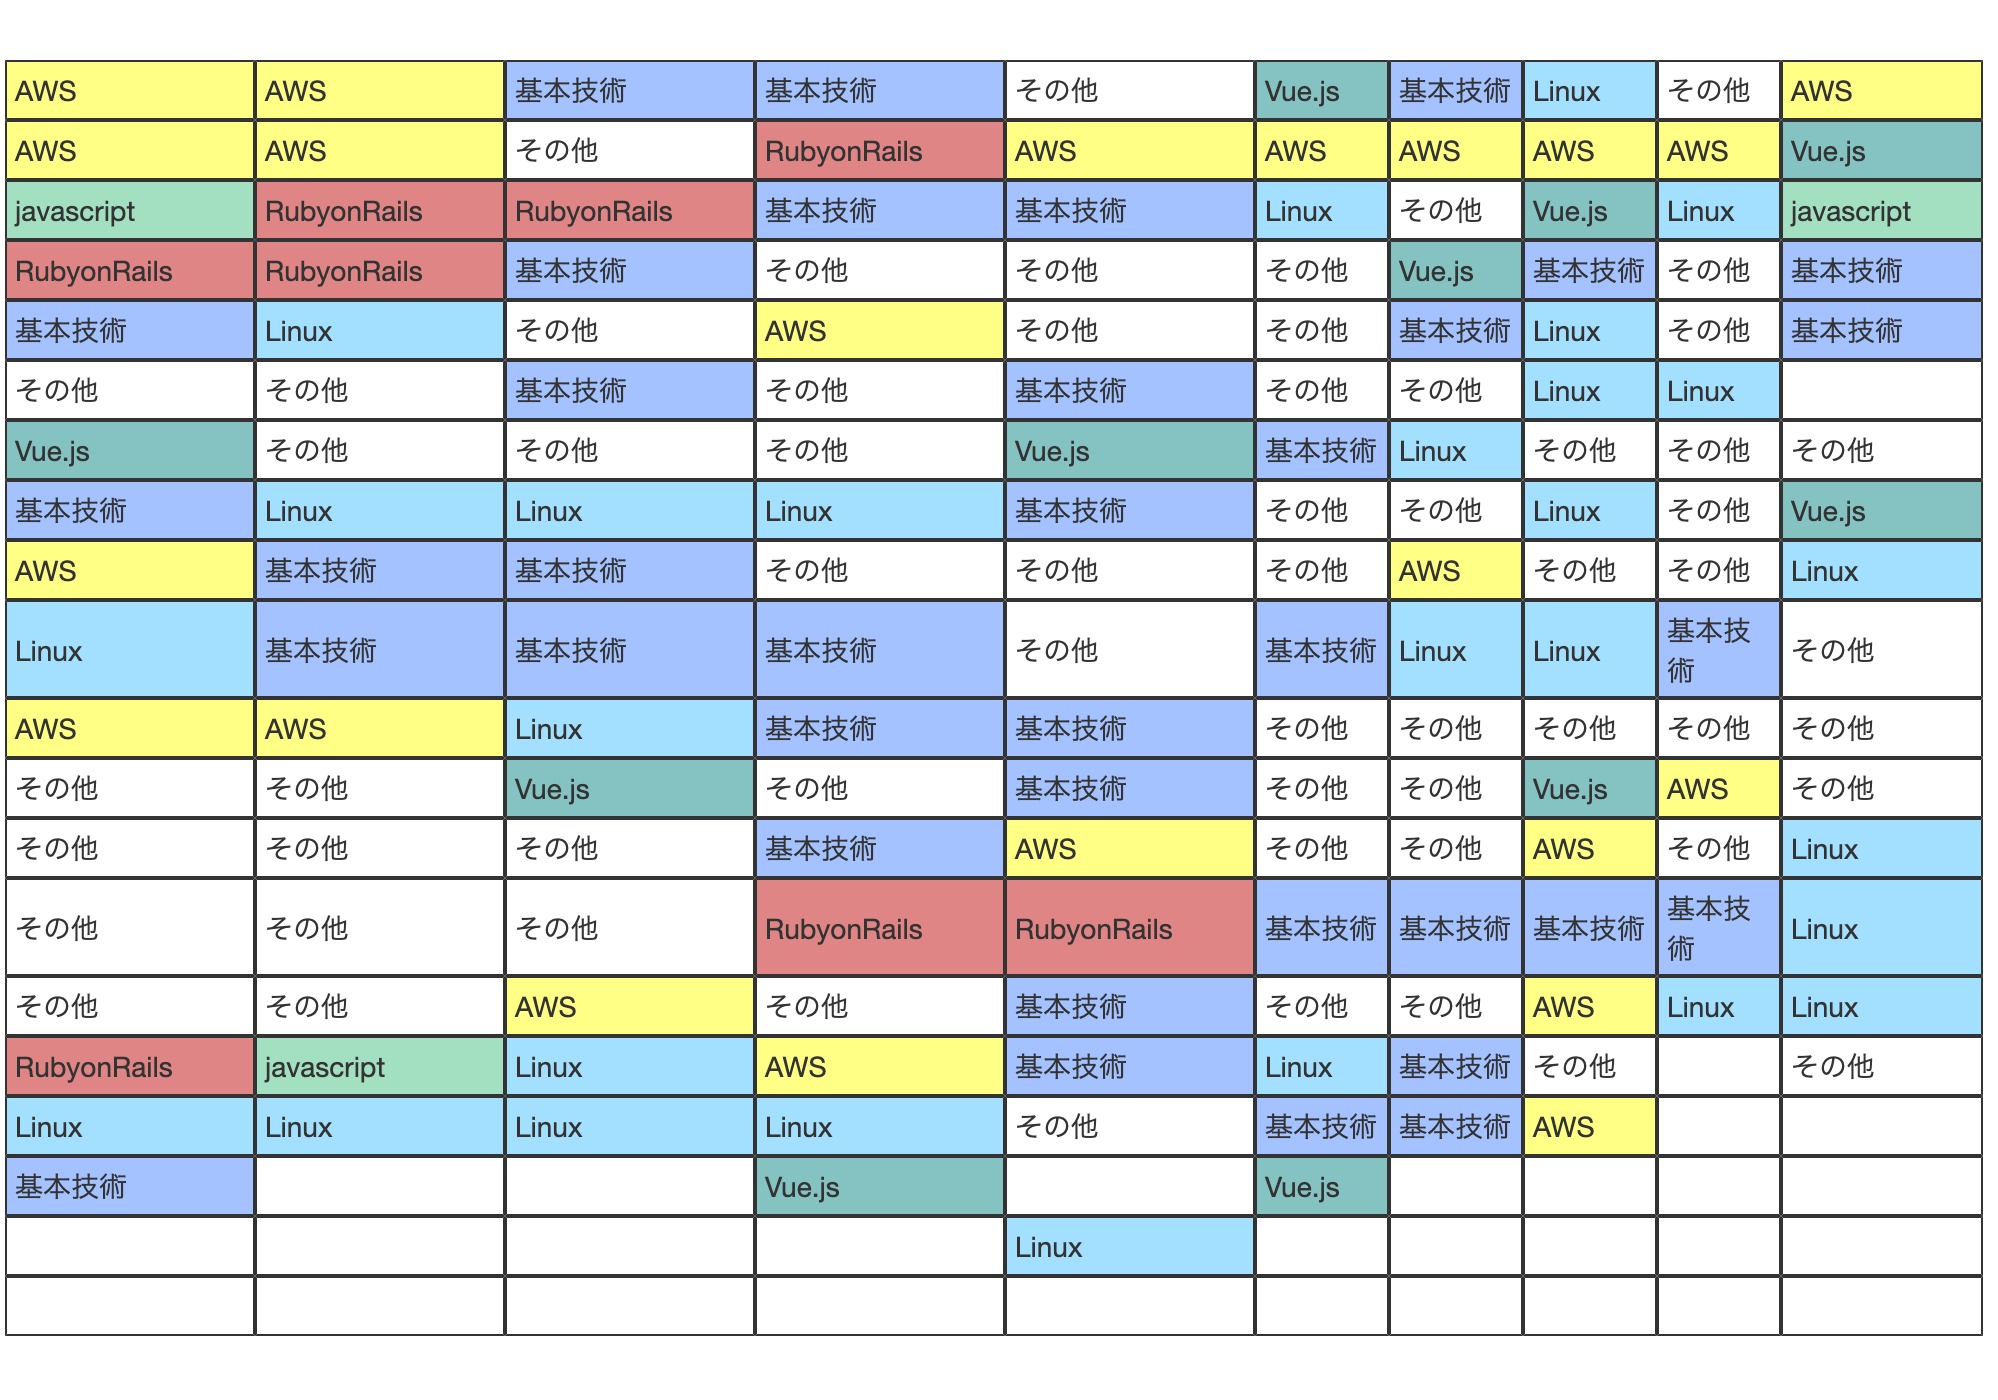 AWS AWS 基本技術 基本技術 その他 Vue.js 基本技術 Linux その他 AWS
AWS AWS その他 RubyonRails AWS AWS AWS AWS AWS Vue.js
javascript RubyonRails RubyonRails 基本技術 基本技術 Linux その他 Vue.js Linux javascript
RubyonRails RubyonRails 基本技術 その他 その他 その他 Vue.js 基本技術 その他 基本技術
基本技術 Linux その他 AWS その他 その他 基本技術 Linux その他 基本技術
その他 その他 基本技術 その他 基本技術 その他 その他 Linux Linux
Vue.js その他 その他 その他 Vue.js 基本技術 Linux その他 その他 その他
基本技術 Linux Linux Linux 基本技術 その他 その他 Linux その他 Vue.js
AWS 基本技術 基本技術 その他 その他 その他 AWS その他 その他 Linux
Linux 基本技術 基本技術 基本技術 その他 基本技術 Linux Linux 基本技術 その他
AWS AWS Linux 基本技術 基本技術 その他 その他 その他 その他 その他
その他 その他 Vue.js その他 基本技術 その他 その他 Vue.js AWS その他
その他 その他 その他 基本技術 AWS その他 その他 AWS その他 Linux
その他 その他 その他 RubyonRails RubyonRails 基本技術 基本技術 基本技術 基本技術 Linux
その他 その他 AWS その他 基本技術 その他 その他 AWS Linux Linux
RubyonRails javascript Linux AWS 基本技術 Linux 基本技術 その他 その他
Linux Linux Linux Linux その他 基本技術 基本技術 AWS
基本技術 Vue.js Vue.js
Linux